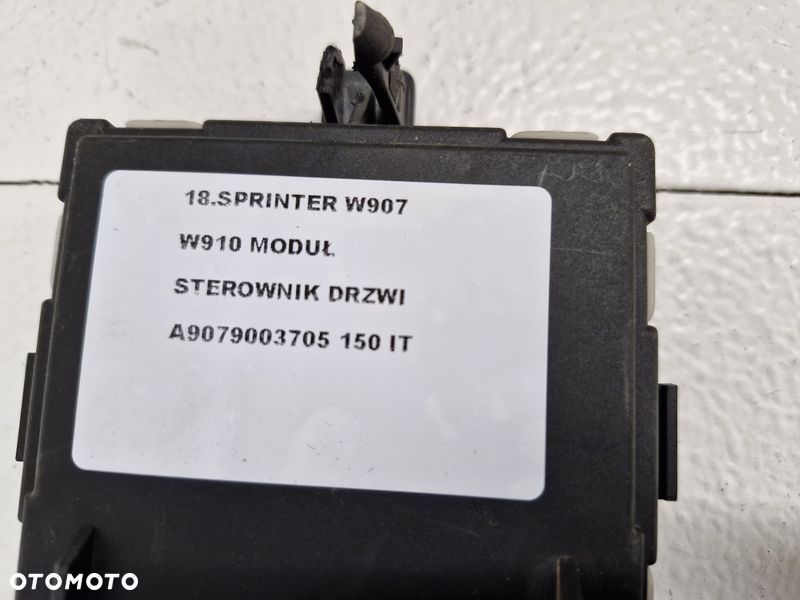 18.SPRINTER W907
W910 MODUŁ
STEROWNIK DRZWI
A9079003705 150 IT
OTOMOTO